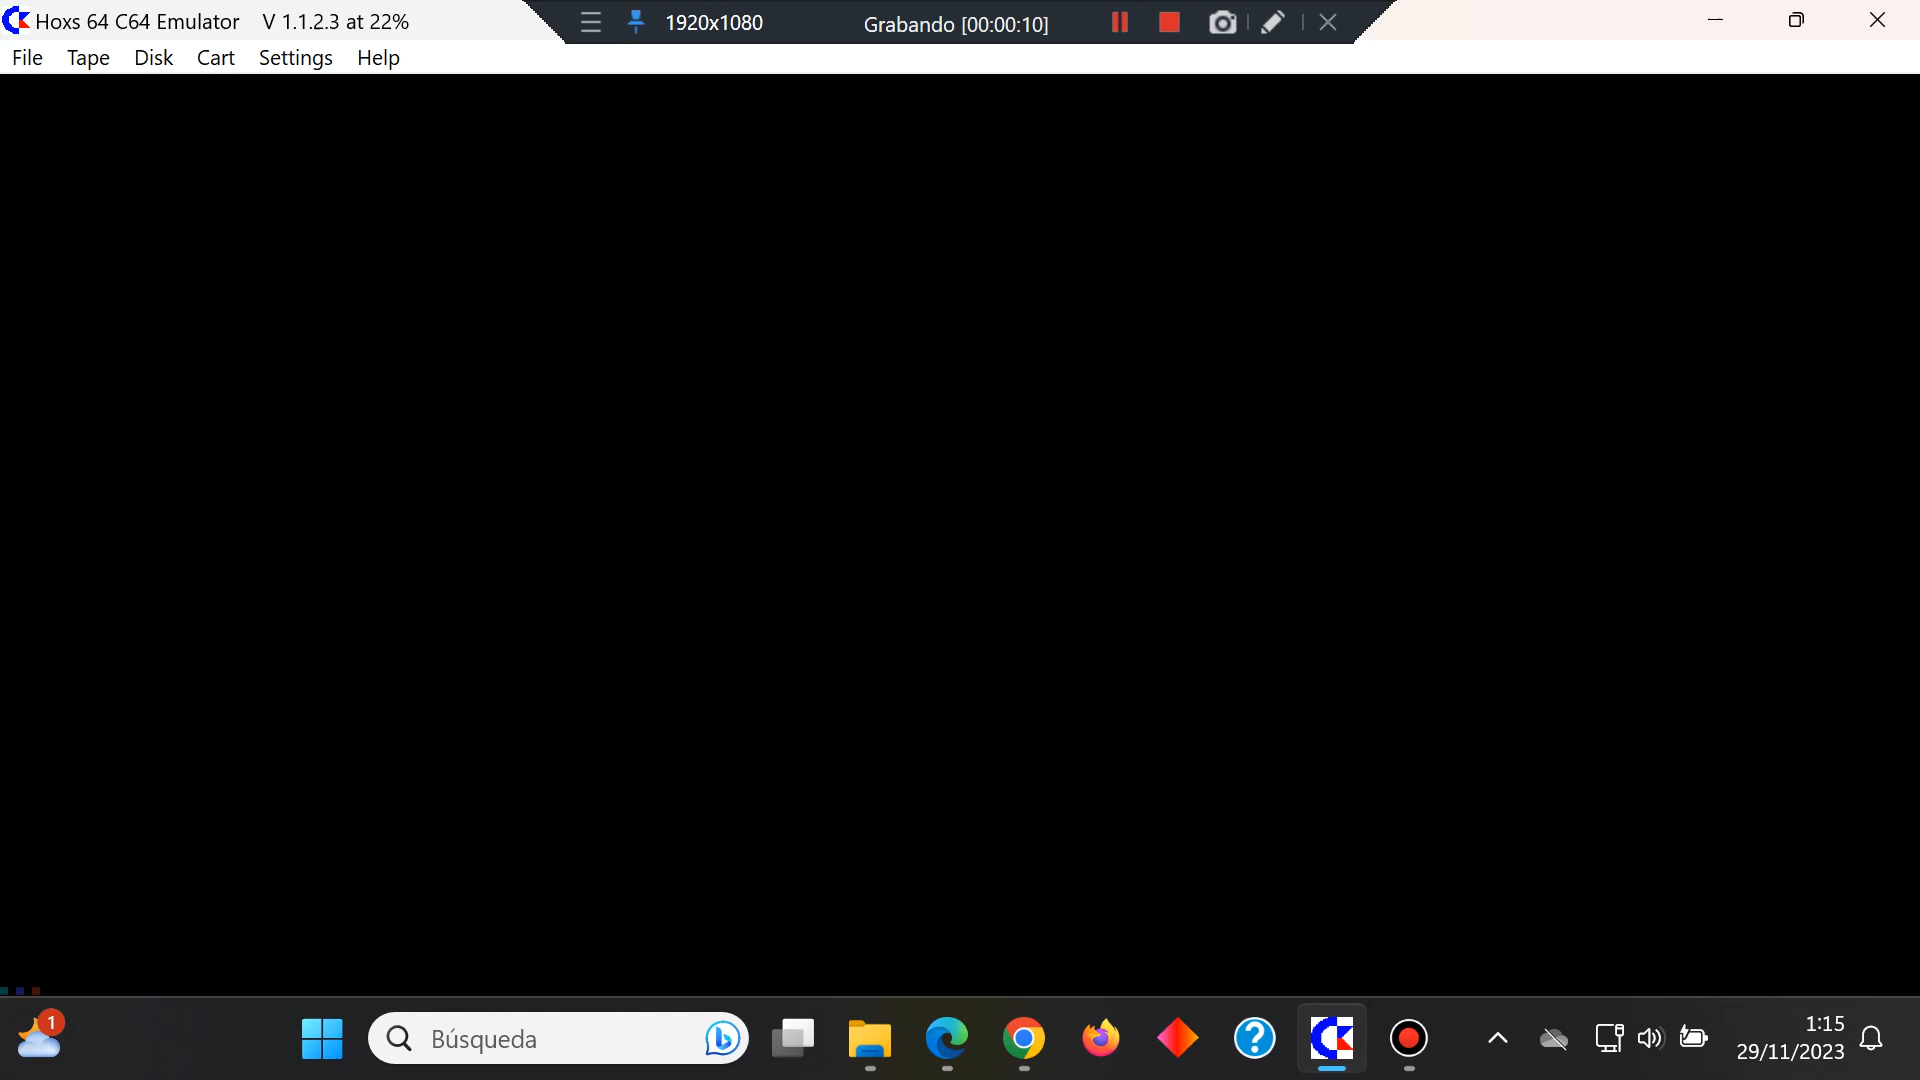 Hoxs 64 C64 Emulator V 1.1.2.3 at 22%
1920x1080
Grabando [00:00:10]
File Tape Disk Cart Settings Help
1
Búsqueda
1:15
29/11/2023